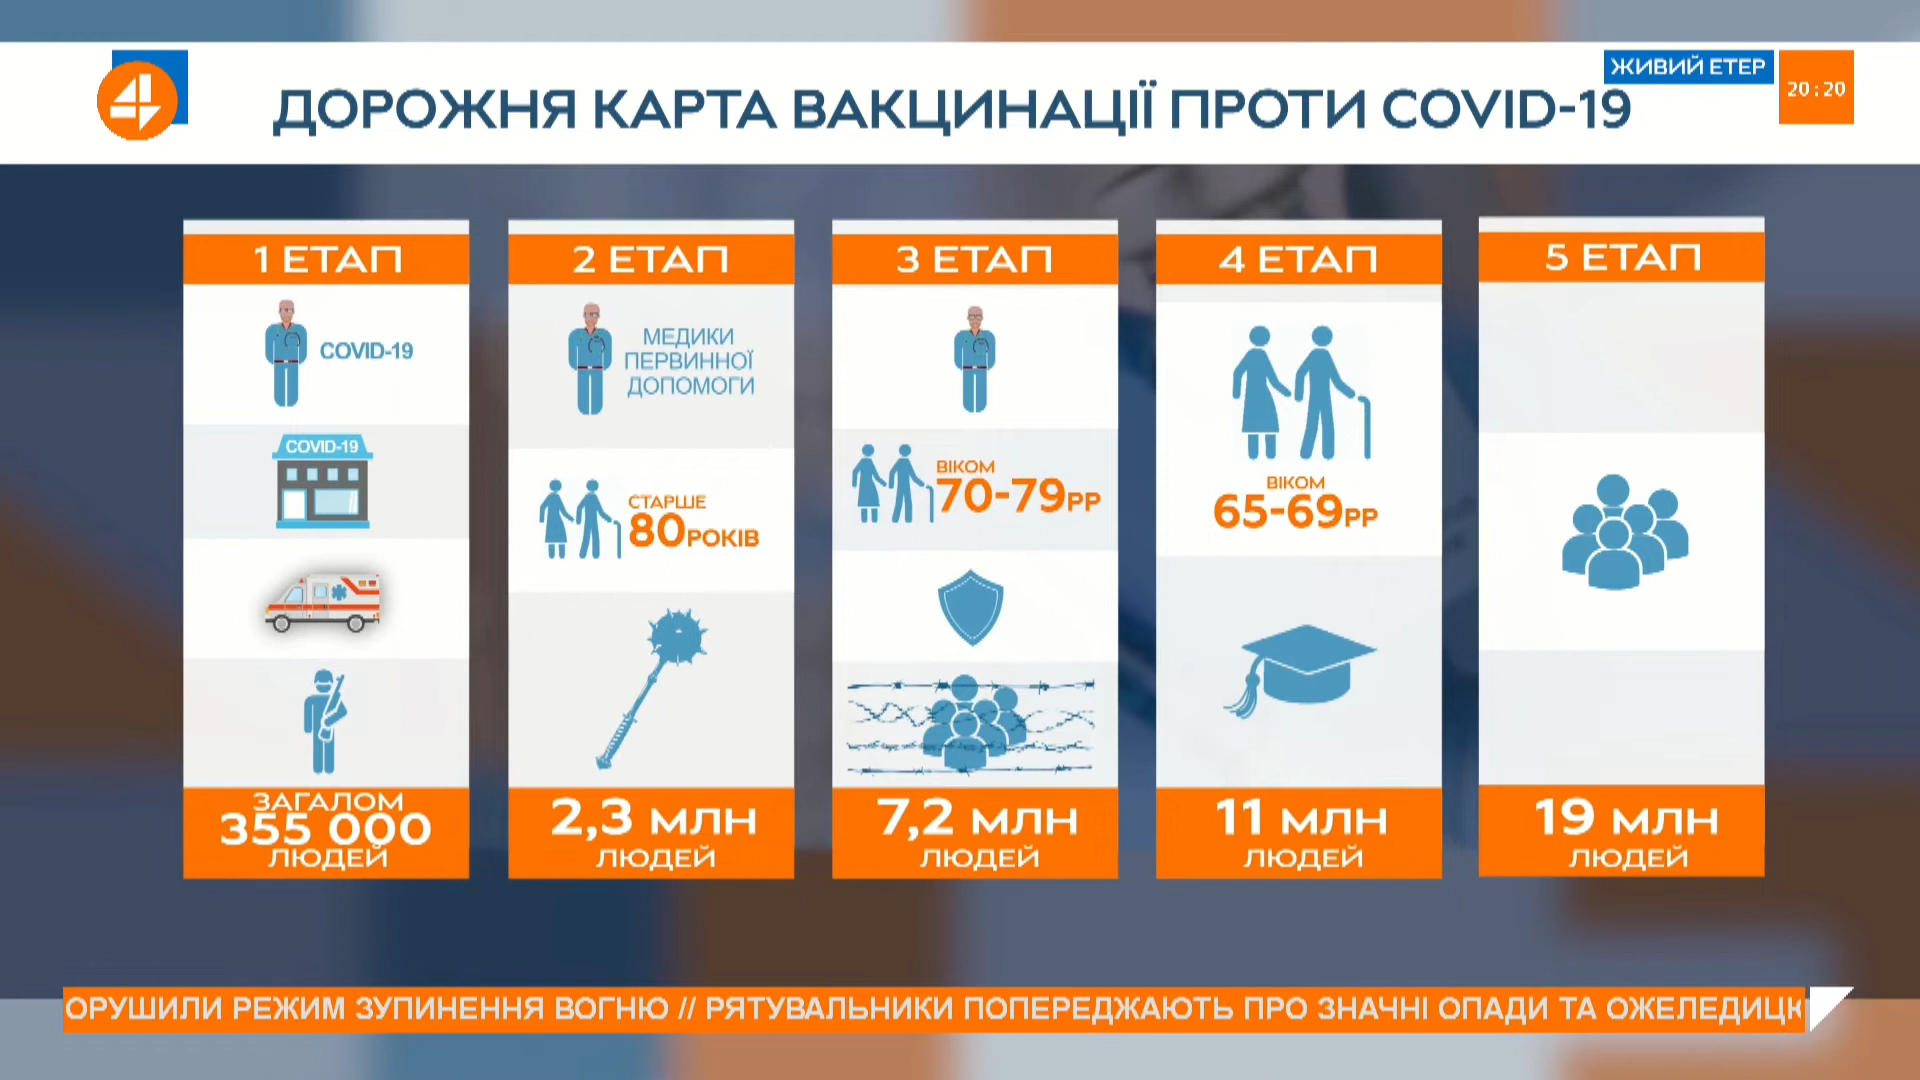 4
ЖИВИЙ ЕТЕР
20:20
ДОРОЖНЯ КАРТА ВАКЦИНАЦІЇ ПРОТИ COVID-19
1 ЕТАП
COVID-19
COVID-19
ЗАГАЛОМ
355 000
ЛЮДЕЙ
2 ЕТАП
МЕДИКИ
ПЕРВИННОЇ
ДОПОМОГИ
СТАРШЕ
80РОКІВ
2,3 МЛН
ЛЮДЕЙ
3 ЕТАП
ВІКОМ
70-79РР
7,2 МЛН
ЛЮДЕЙ
4 ЕТАП
ВІКОМ
65-69РР
11 МЛН
ЛЮДЕЙ
5 ЕТАП
19 МЛН
ЛЮДЕЙ
ОРУШИЛИ РЕЖИМ ЗУПИНЕННЯ ВОГНЮ // РЯТУВАЛЬНИКИ ПОПЕРЕДЖАЮТЬ ПРО ЗНАЧНІ ОПАДИ ТА ОЖЕЛЕДИЦ